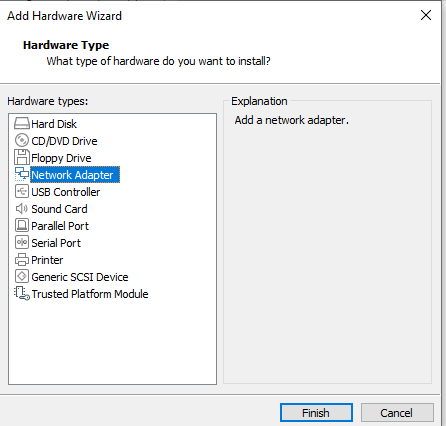 Add Hardware Wizard
Hardware Type
What type of hardware do you want to install?
Hardware types:
Hard Disk
CD/DVD Drive
Floppy Drive
Network Adapter
USB Controller
Sound Card
Parallel Port
Serial Port
Printer
Generic SCSI Device
Trusted Platform Module
Explanation
Add a network adapter.
Finish
Cancel